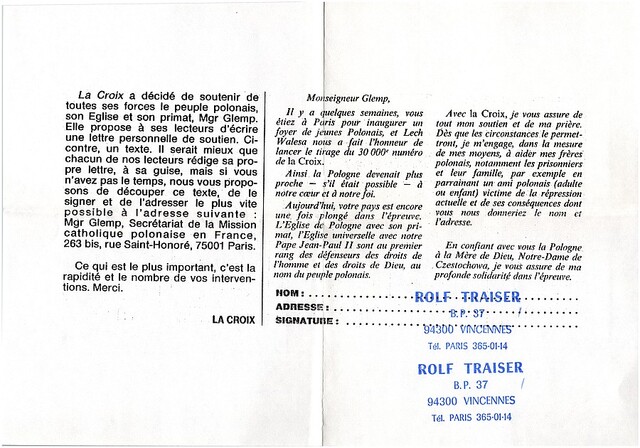 La Croix a décidé de soutenir de
toutes ses forces le peuple polonais,
son Eglise et son primat, Mgr Glemp.
Elle propose à ses lecteurs d'écrire
une lettre personnelle de soutien. Ci-
contre, un texte. Il serait mieux que
chacun de nos lecteurs rédige sa pro-
pre lettre, à sa guise, mais si vous
n'avez pas le temps, nous vous propo-
sons de découper ce texte, de le
signer et de l'adresser le plus vite
possible à l'adresse suivante :
Mgr Glemp, Secrétariat de la Mission
catholique polonaise en France,
263 bis, rue Saint-Honoré, 75001 Paris.
Ce qui est le plus important, c'est la
rapidité et le nombre de vos interven-
tions. Merci.
LA CROIX
Monseigneur Glemp,
Il y a quelques semaines, vous
étiez à Paris pour inaugurer un
foyer de jeunes Polonais, et Lech
Walesa nous a fait l'honneur de
lancer le tirage du 30 000e numéro
de la Croix.
Ainsi la Pologne devenait plus
proche — s'il était possible — à
notre cœur et à notre foi.
Aujourd'hui, votre pays est encore
une fois plongé dans l'épreuve.
L'Eglise de Pologne avec son pri-
mat, l'Eglise universelle avec notre
Pape Jean-Paul II sont au premier
rang des défenseurs des droits de
l'homme et des droits de Dieu, au
nom du peuple polonais.
Avec la Croix, je vous assure de
tout mon soutien et de ma prière.
Dès que les circonstances le permet-
tront, je m'engage, dans la mesure
de mes moyens, à aider mes frères
polonais, notamment les prisonniers
et leur famille, par exemple en
parrainant un ami polonais (adulte
ou enfant) victime de la répression
actuelle et de ses conséquences dont
vous nous donneriez le nom et
l'adresse.
En confiant avec vous la Pologne
à la Mère de Dieu, Notre-Dame de
Czestochowa, je vous assure de ma
profonde solidarité dans l'épreuve.
NOM :
ADRESSE :
SIGNATURE :
ROLF TRAISER
B.P. 37
94300 VINCENNES
Tél. PARIS 365-01-14
ROLF TRAISER
B.P. 37
94300 VINCENNES
Tél. PARIS 365-01-14